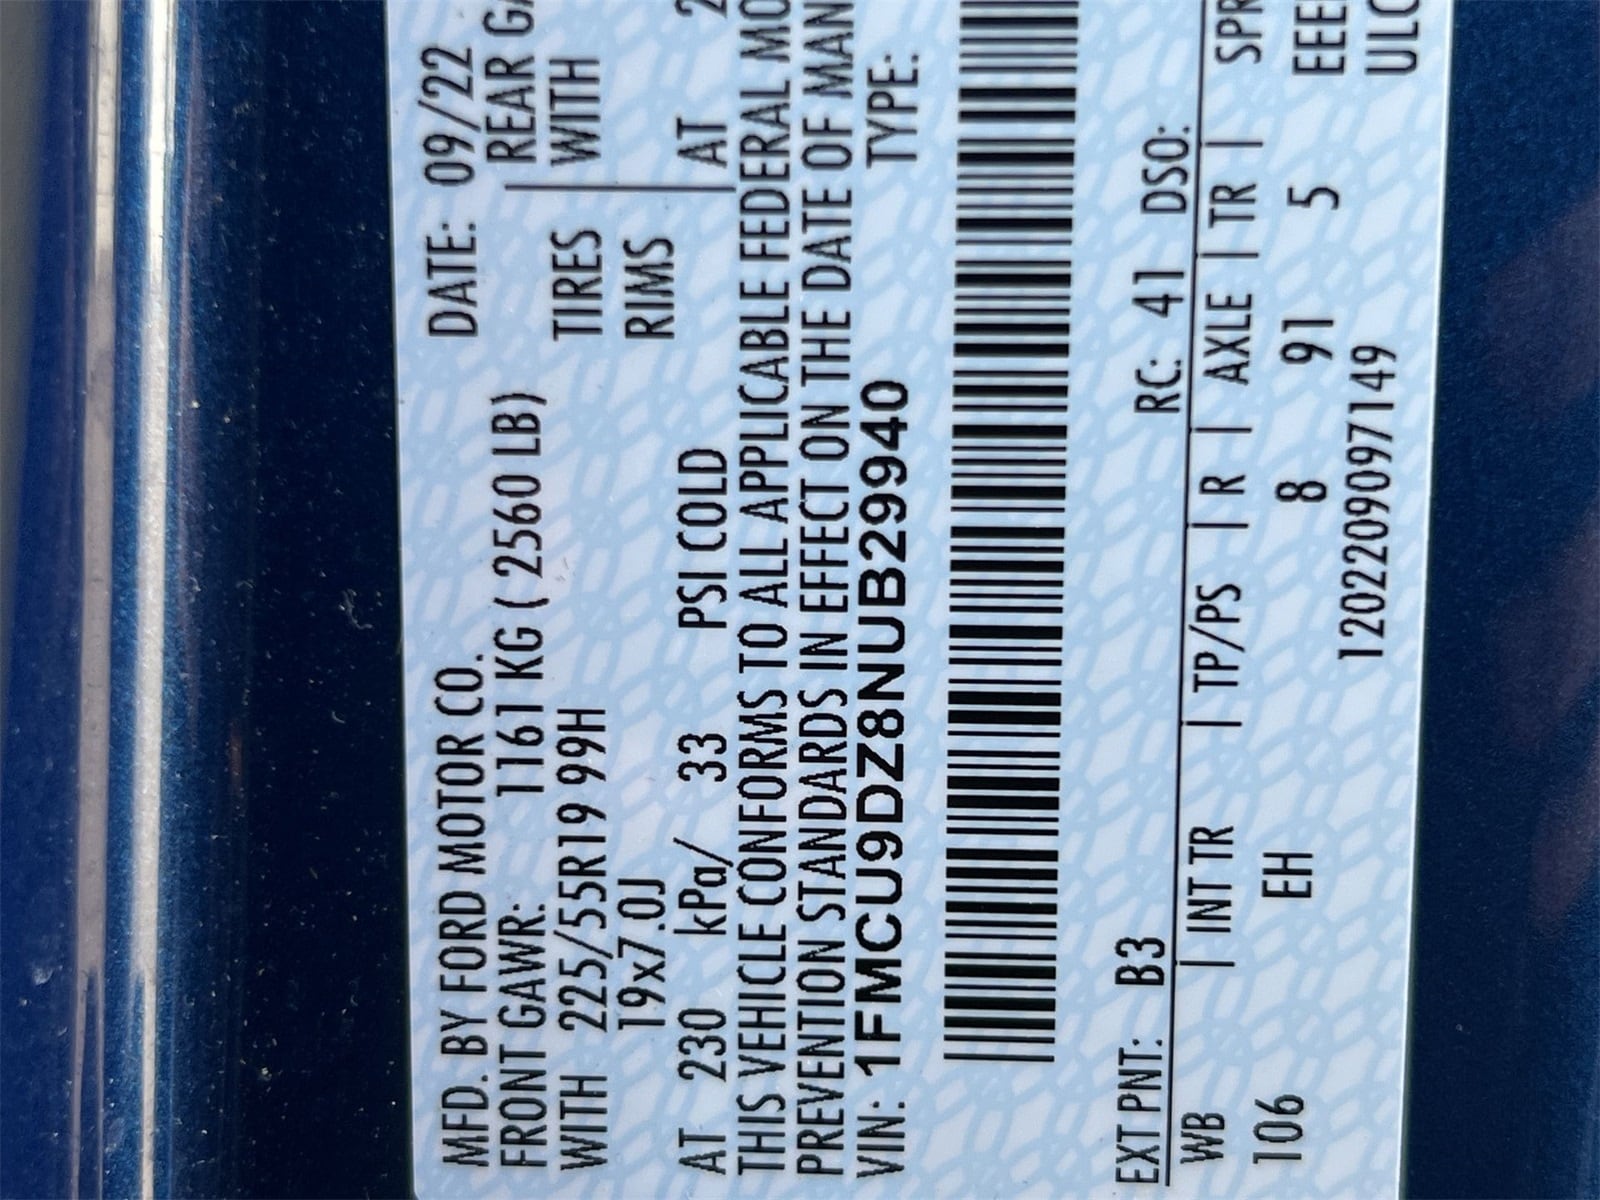 MFD. BY FORD MOTOR CO. DATE: 09/22
FRONT GAWR: 1161 KG ( 2560 LB) REAR
WITH 225/55R19 99H TIRES WITH
19x7.0J RIMS
AT 230 kPa/ 33 PSI COLD AT 2
THIS VEHICLE CONFORMS TO ALL APPLICABLE FEDERAL MO
PREVENTION STANDARDS IN EFFECT ON THE DATE OF MAN
VIN: 1FMCU9DZ8NUB29940 TYPE:
EXT PNT: B3 RC: 41 DSO:
WB | INT TR | TP/PS | R | AXLE | TR | SPR
106 EH 8 91 5 EEE
1202209097149 ULC